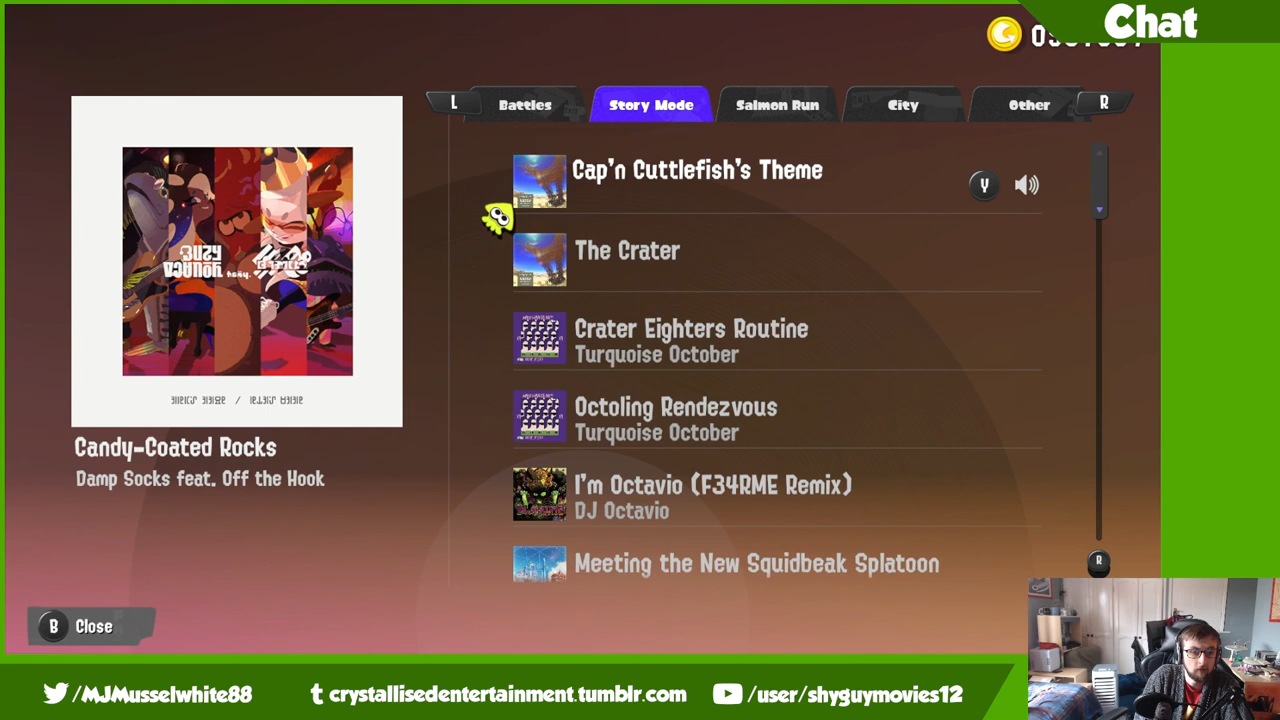 Chat
L
Battles
Story Mode
Salmon Run
City
Other
R
Cap'n Cuttlefish's Theme
Y
The Crater
Crater Eighters Routine
Turquoise October
Octoling Rendezvous
Turquoise October
I'm Octavio (F34RME Remix)
DJ Octavio
Meeting the New Squidbeak Splatoon
Candy-Coated Rocks
Damp Socks feat. Off the Hook
R
B Close
/MJMusselwhite88
crystallisedentertainment.tumblr.com
/user/shyguymovies12